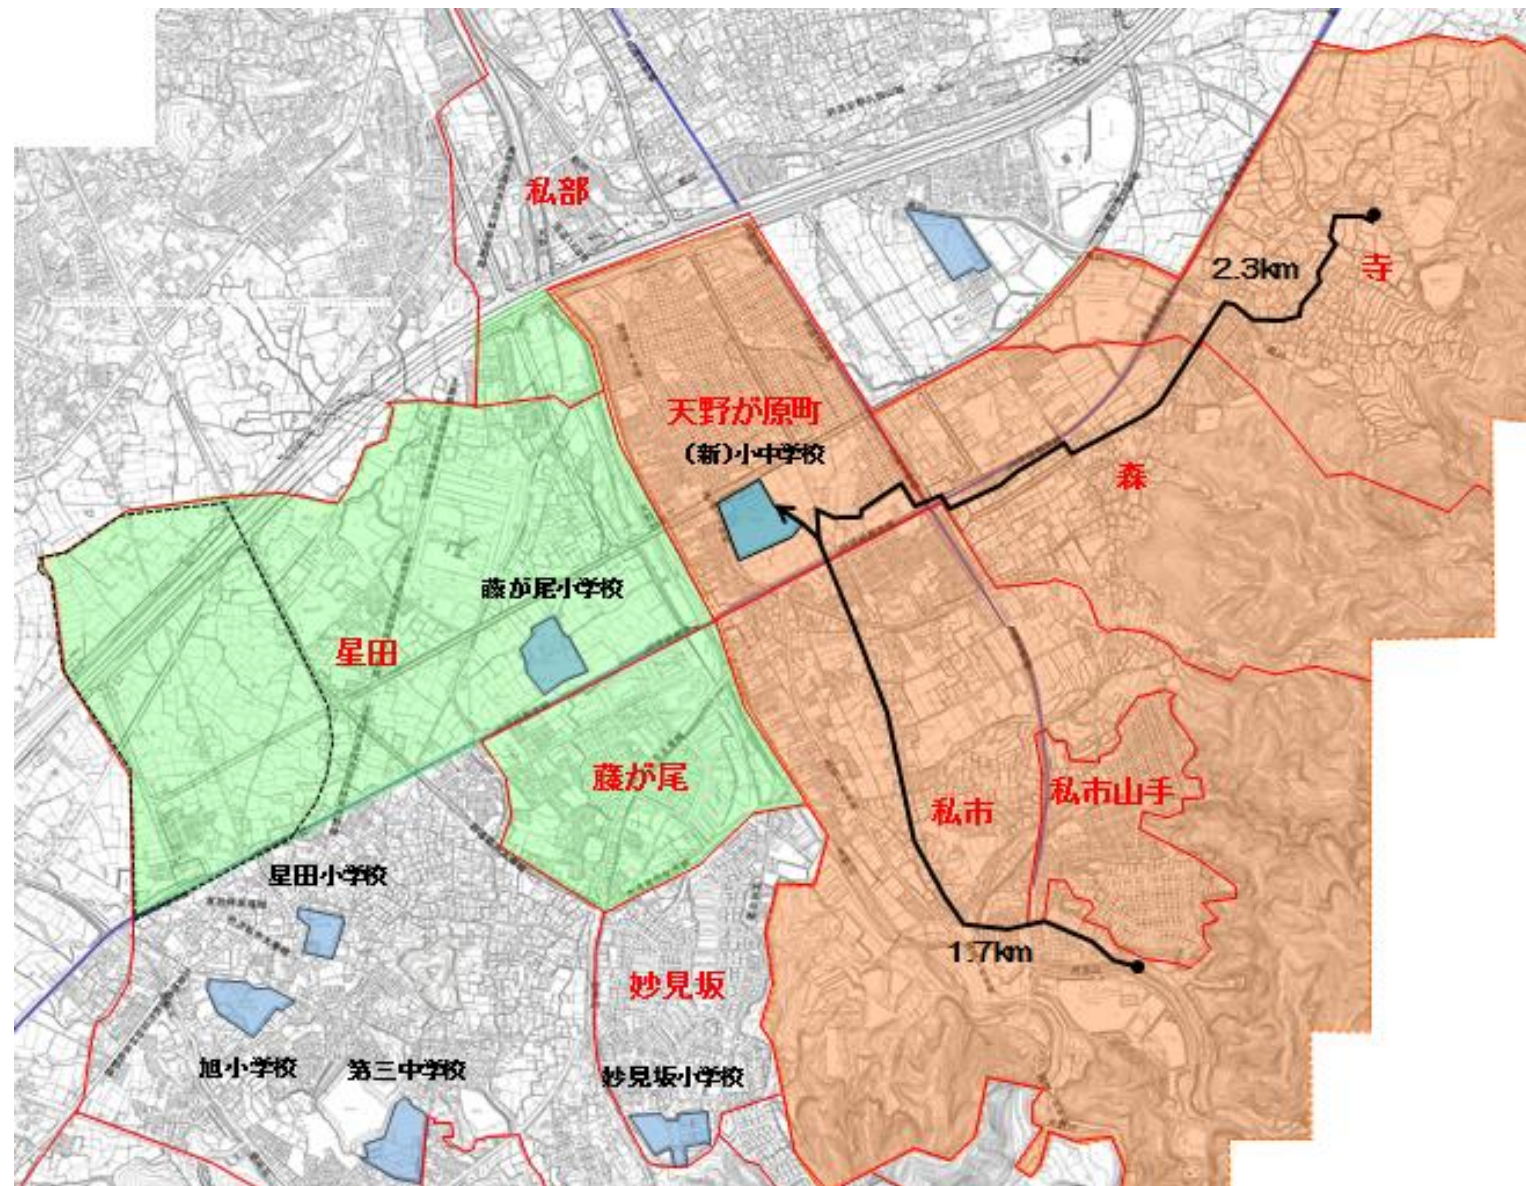 私部
2.3km
寺
天野が原町
(新)小中学校
森
藤が尾小学校
星田
藤が尾
私市山手
私市
星田小学校
1.7km
妙見坂
旭小学校
第三中学校
妙見坂小学校